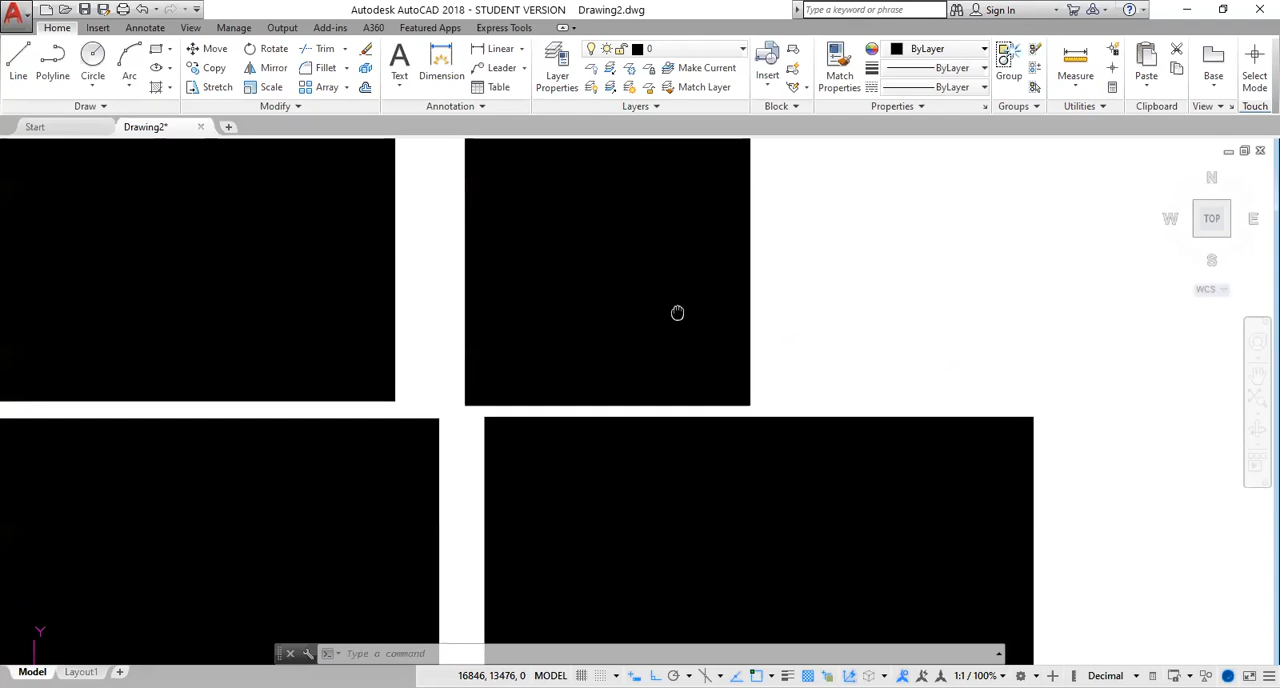 Autodesk AutoCAD 2018 - STUDENT VERSION Drawing2.dwg
Type a keyword or phrase
Sign In
Home Insert Annotate View Manage Output Add-ins A360 Featured Apps Express Tools
Move Rotate Trim Linear 0 ByLayer
Line Polyline Circle Arc Copy Mirror Fillet Text Dimension Leader Layer Properties Make Current Insert Match Properties ByLayer Group Measure Paste Base Select Mode
Stretch Scale Array Table Match Layer ByLayer
Draw Modify Annotation Layers Block Properties Groups Utilities Clipboard View Touch
Start Drawing2*
N
W TOP E
S
WCS
Y
Type a command
Model Layout1 16846, 13476, 0 MODEL 1:1 / 100% Decimal